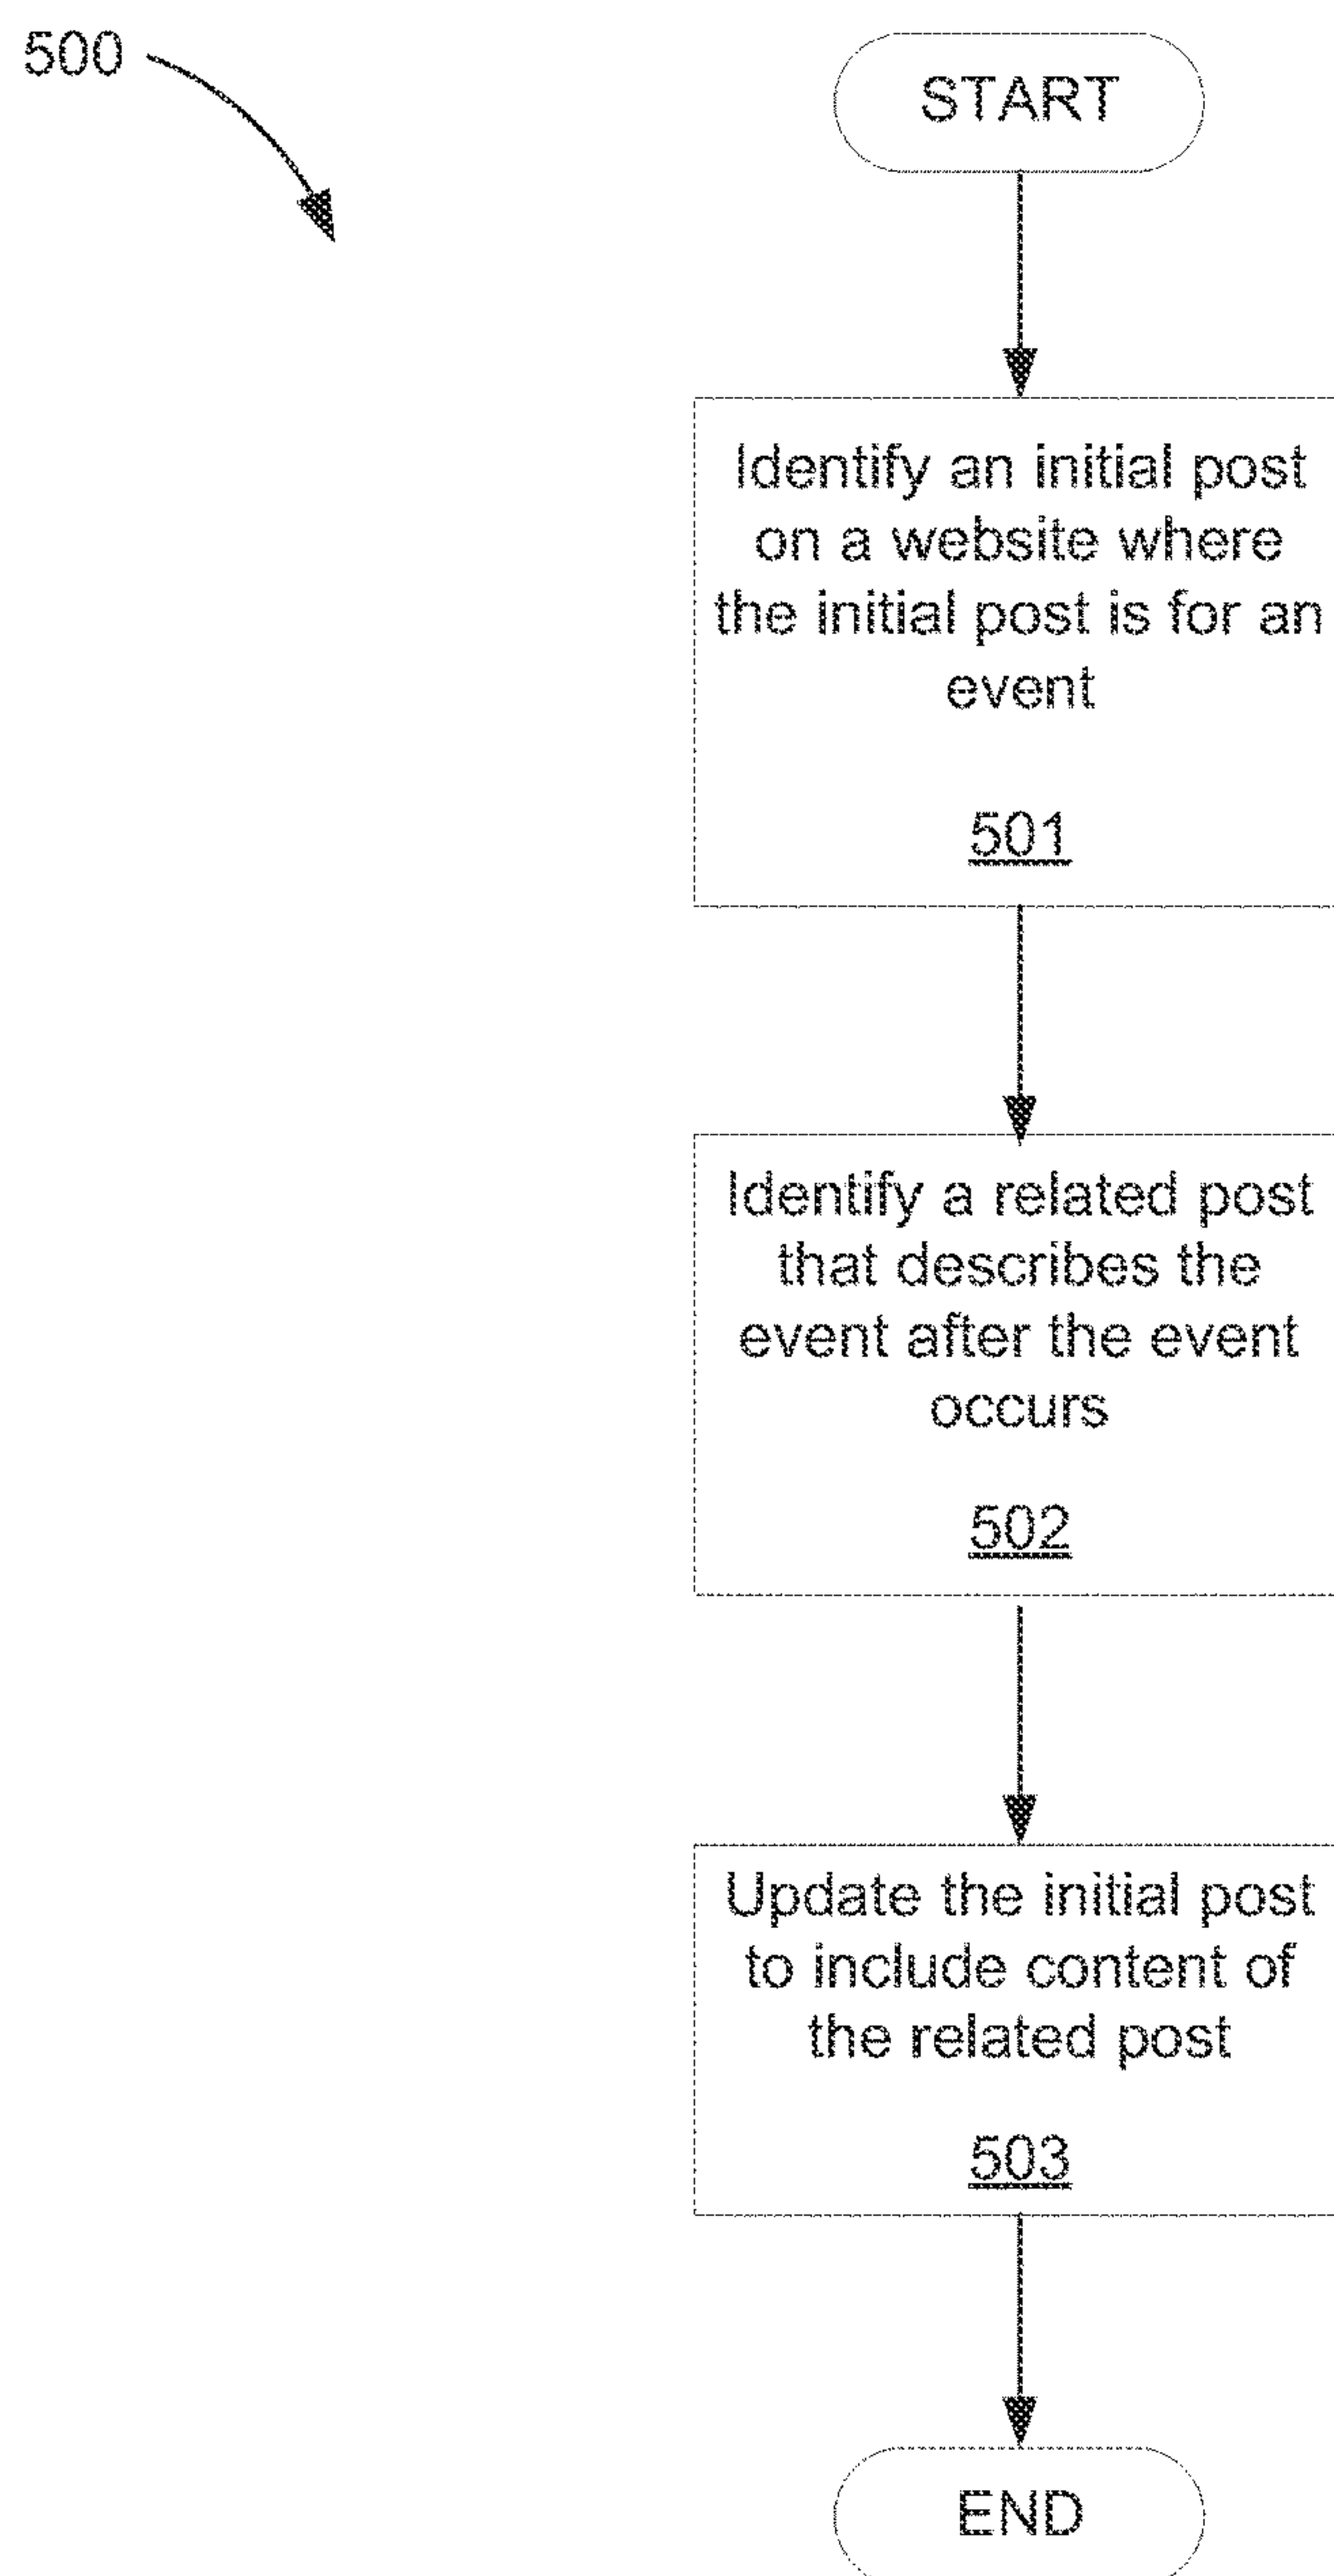 500
START
Identify an initial post
on a website where
the initial post is for an
event
501
Identify a related post
that describes the
event after the event
occurs
502
Update the initial post
to include content of
the related post
503
END